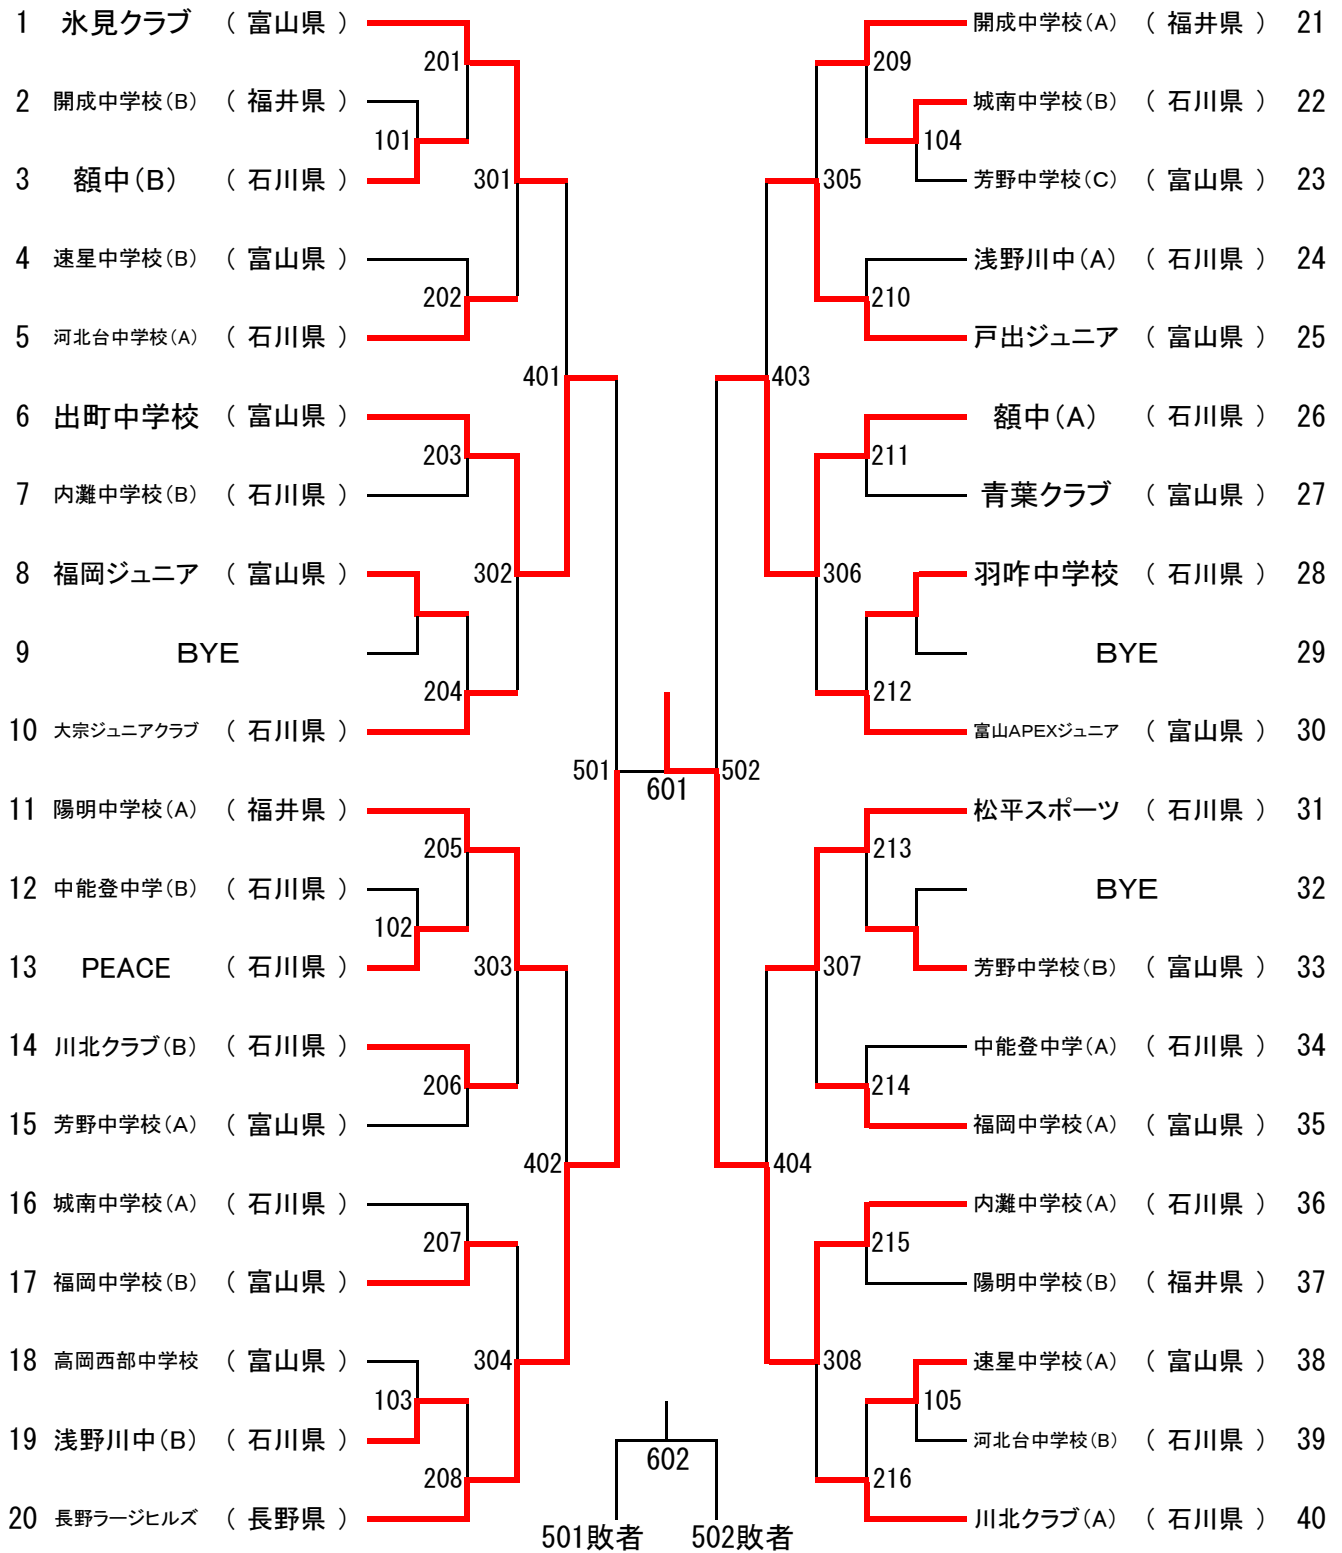 1 氷見クラブ （ 富山県 ）
201
2 開成中学校(B) （ 福井県 ）
101
3 額中(B) （ 石川県 ）
301
4 速星中学校(B) （ 富山県 ）
202
5 河北台中学校(A) （ 石川県 ）
401
6 出町中学校 （ 富山県 ）
203
7 内灘中学校(B) （ 石川県 ）
8 福岡ジュニア （ 富山県 ）
302
9 BYE
204
10 大宗ジュニアクラブ （ 石川県 ）
501
11 陽明中学校(A) （ 福井県 ）
205
12 中能登中学(B) （ 石川県 ）
102
13 PEACE （ 石川県 ）
303
14 川北クラブ(B) （ 石川県 ）
206
15 芳野中学校(A) （ 富山県 ）
402
16 城南中学校(A) （ 石川県 ）
207
17 福岡中学校(B) （ 富山県 ）
18 高岡西部中学校 （ 富山県 ）
304
103
19 浅野川中(B) （ 石川県 ）
208
20 長野ラージヒルズ （ 長野県 ）
601
602
501敗者 502敗者
開成中学校(A) （ 福井県 ） 21
209
城南中学校(B) （ 石川県 ） 22
104
芳野中学校(C) （ 富山県 ） 23
305
浅野川中(A) （ 石川県 ） 24
210
戸出ジュニア （ 富山県 ） 25
403
額中(A) （ 石川県 ） 26
211
青葉クラブ （ 富山県 ） 27
羽咋中学校 （ 石川県 ） 28
306
BYE 29
212
富山APEXジュニア （ 富山県 ） 30
502
松平スポーツ （ 石川県 ） 31
213
BYE 32
芳野中学校(B) （ 富山県 ） 33
307
中能登中学(A) （ 石川県 ） 34
214
福岡中学校(A) （ 富山県 ） 35
404
内灘中学校(A) （ 石川県 ） 36
215
陽明中学校(B) （ 福井県 ） 37
速星中学校(A) （ 富山県 ） 38
308
105
河北台中学校(B) （ 石川県 ） 39
216
川北クラブ(A) （ 石川県 ） 40